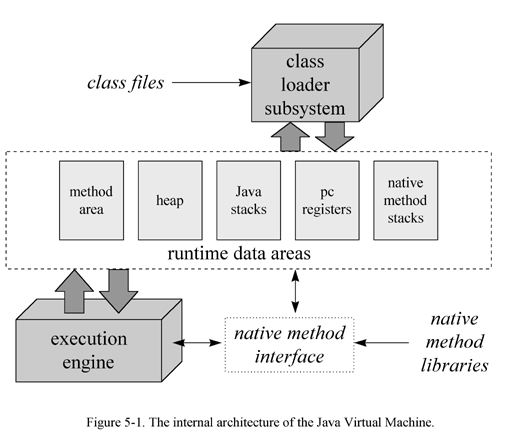 class files
class
loader
subsystem
method
area
heap
Java
stacks
pc
registers
native
method
stacks
runtime data areas
execution
engine
native method
interface
native
method
libraries
Figure 5-1. The internal architecture of the Java Virtual Machine.